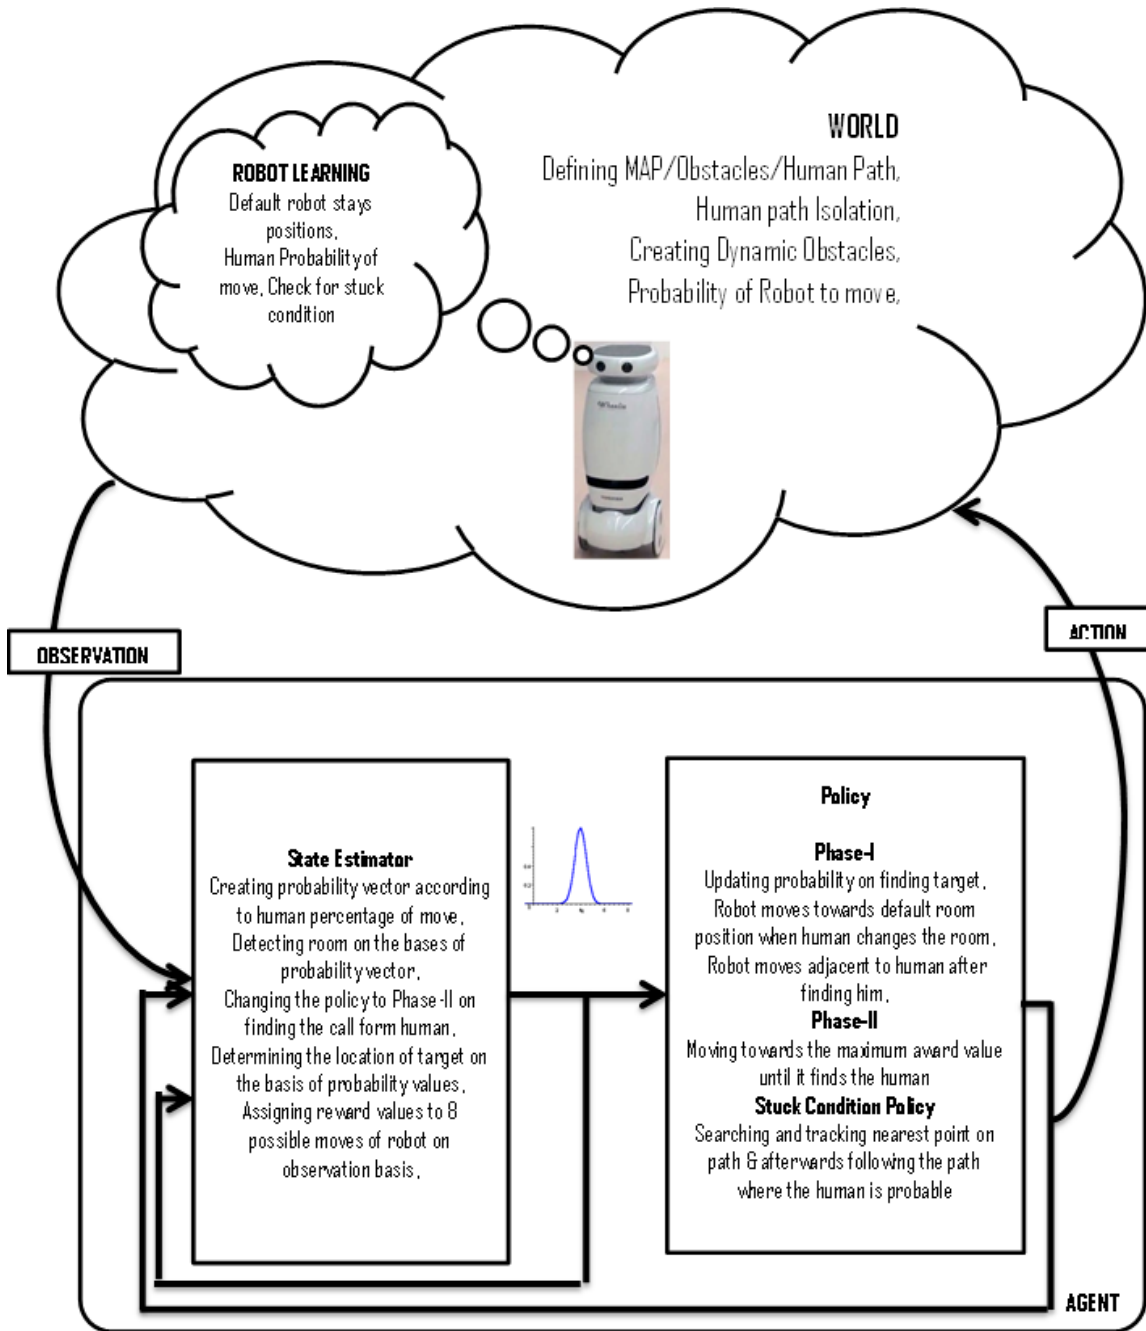 WORLD
Defining MAP/Obstacles/Human Path,
Human path Isolation,
Creating Dynamic Obstacles,
Probability of Robot to move,
ROBOT LEARNING
Default robot stays
positions,
Human Probability of
move, Check for stuck
condition
OBSERVATION
ACTION
State Estimator
Creating probability vector according
to human percentage of move,
Detecting room on the bases of
probability vector,
Changing the policy to Phase-II on
finding the call form human,
Determining the location of target on
the basis of probability values,
Assigning reward values to 8
possible moves of robot on
observation basis,
Policy
Phase-I
Updating probability on finding target,
Robot moves towards default room
position when human changes the room,
Robot moves adjacent to human after
finding him,
Phase-II
Moving towards the maximum award value
until it finds the human
Stuck Condition Policy
Searching and tracking nearest point on
path & afterwards following the path
where the human is probable
AGENT